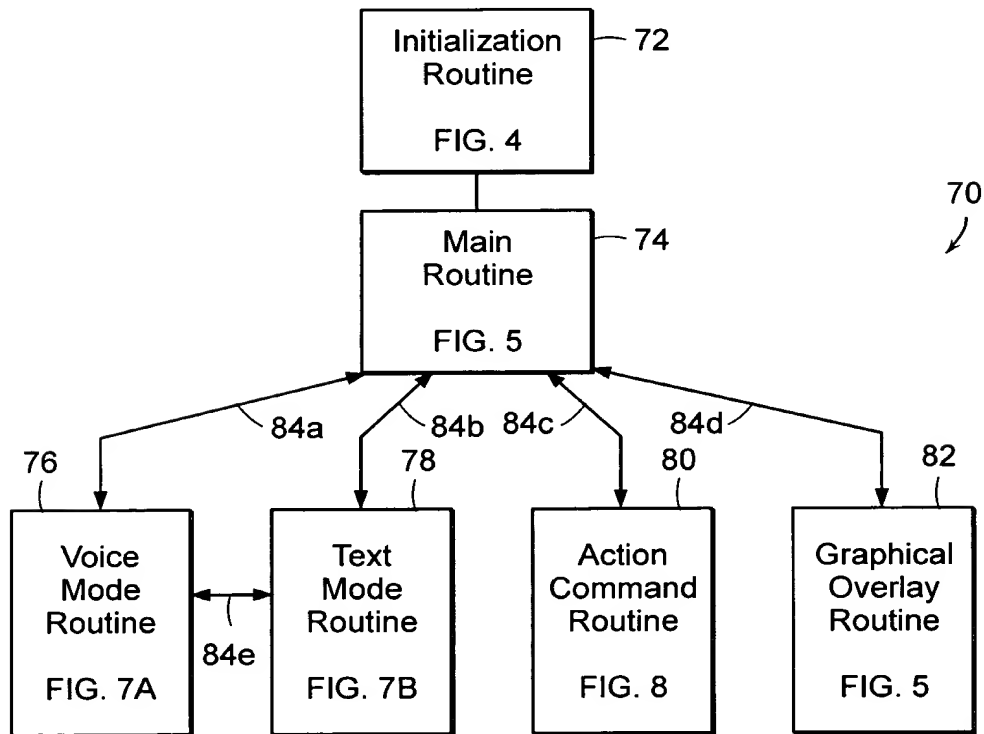 Initialization
Routine
FIG. 4
72
Main
Routine
FIG. 5
74
70
84a
84b
84c
84d
76
Voice
Mode
Routine
FIG. 7A
84e
78
Text
Mode
Routine
FIG. 7B
80
Action
Command
Routine
FIG. 8
82
Graphical
Overlay
Routine
FIG. 5